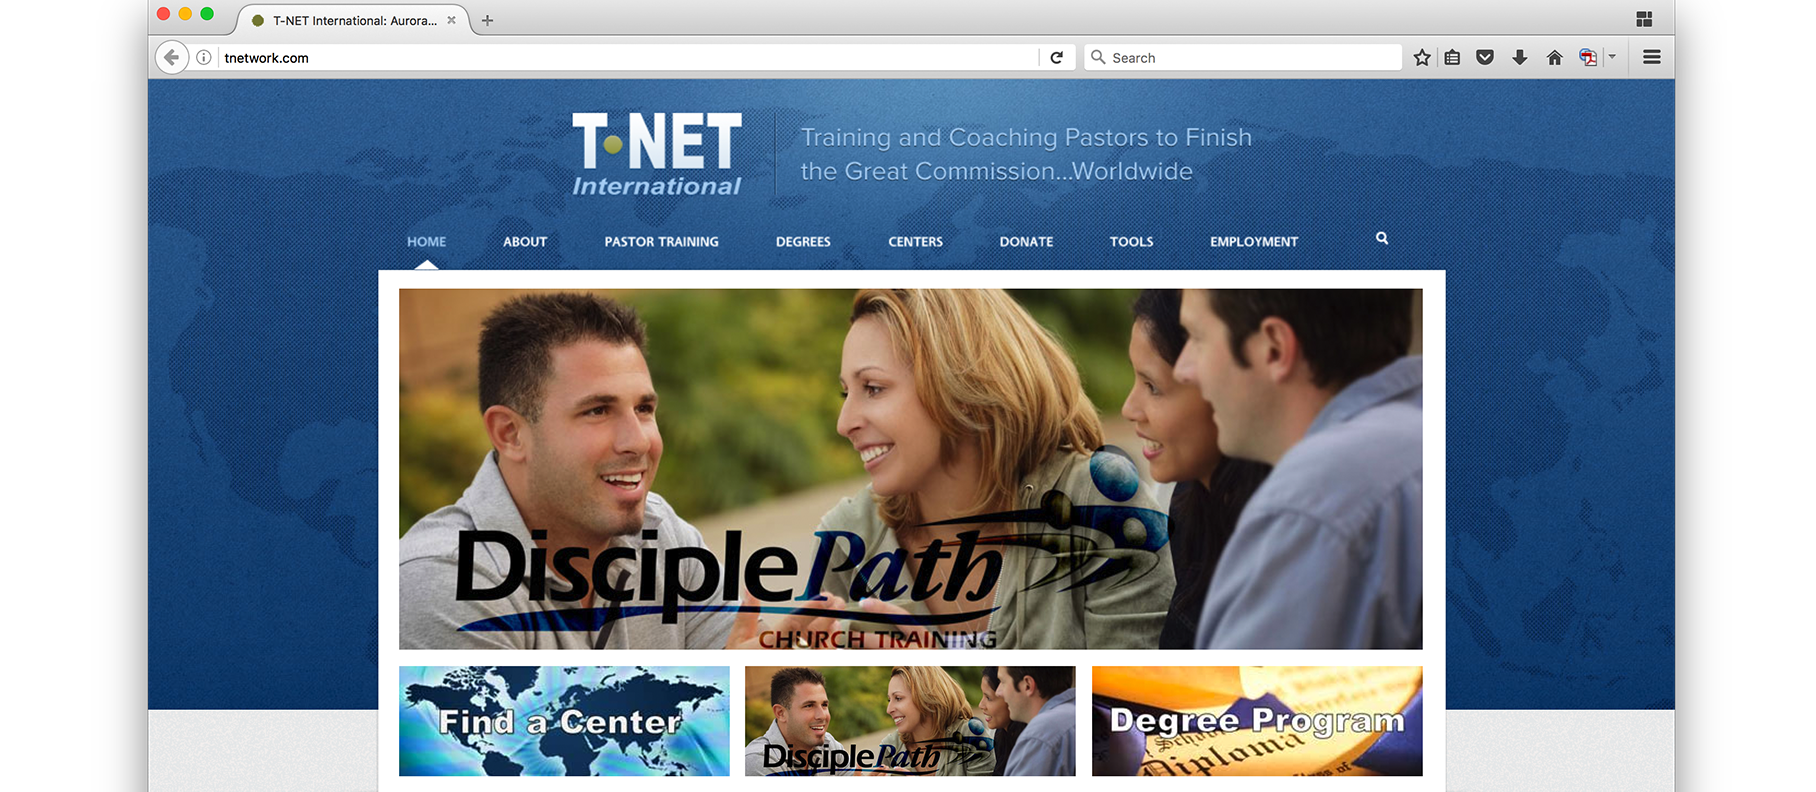 T-NET International: Aurora...
tnetwork.com
Search
T•NET
International
Training and Coaching Pastors to Finish
the Great Commission...Worldwide
HOME
ABOUT
PASTOR TRAINING
DEGREES
CENTERS
DONATE
TOOLS
EMPLOYMENT
DisciplePath
CHURCH TRAINING
Find a Center
DisciplePath
Degree Program
Diploma